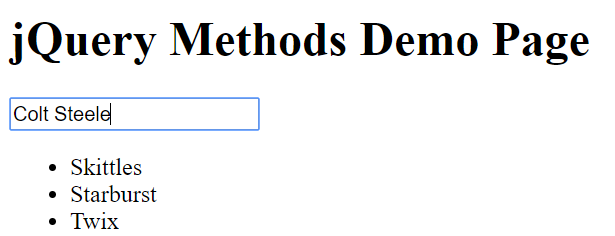 jQuery Methods Demo Page
Colt Steele
Skittles
Starburst
Twix